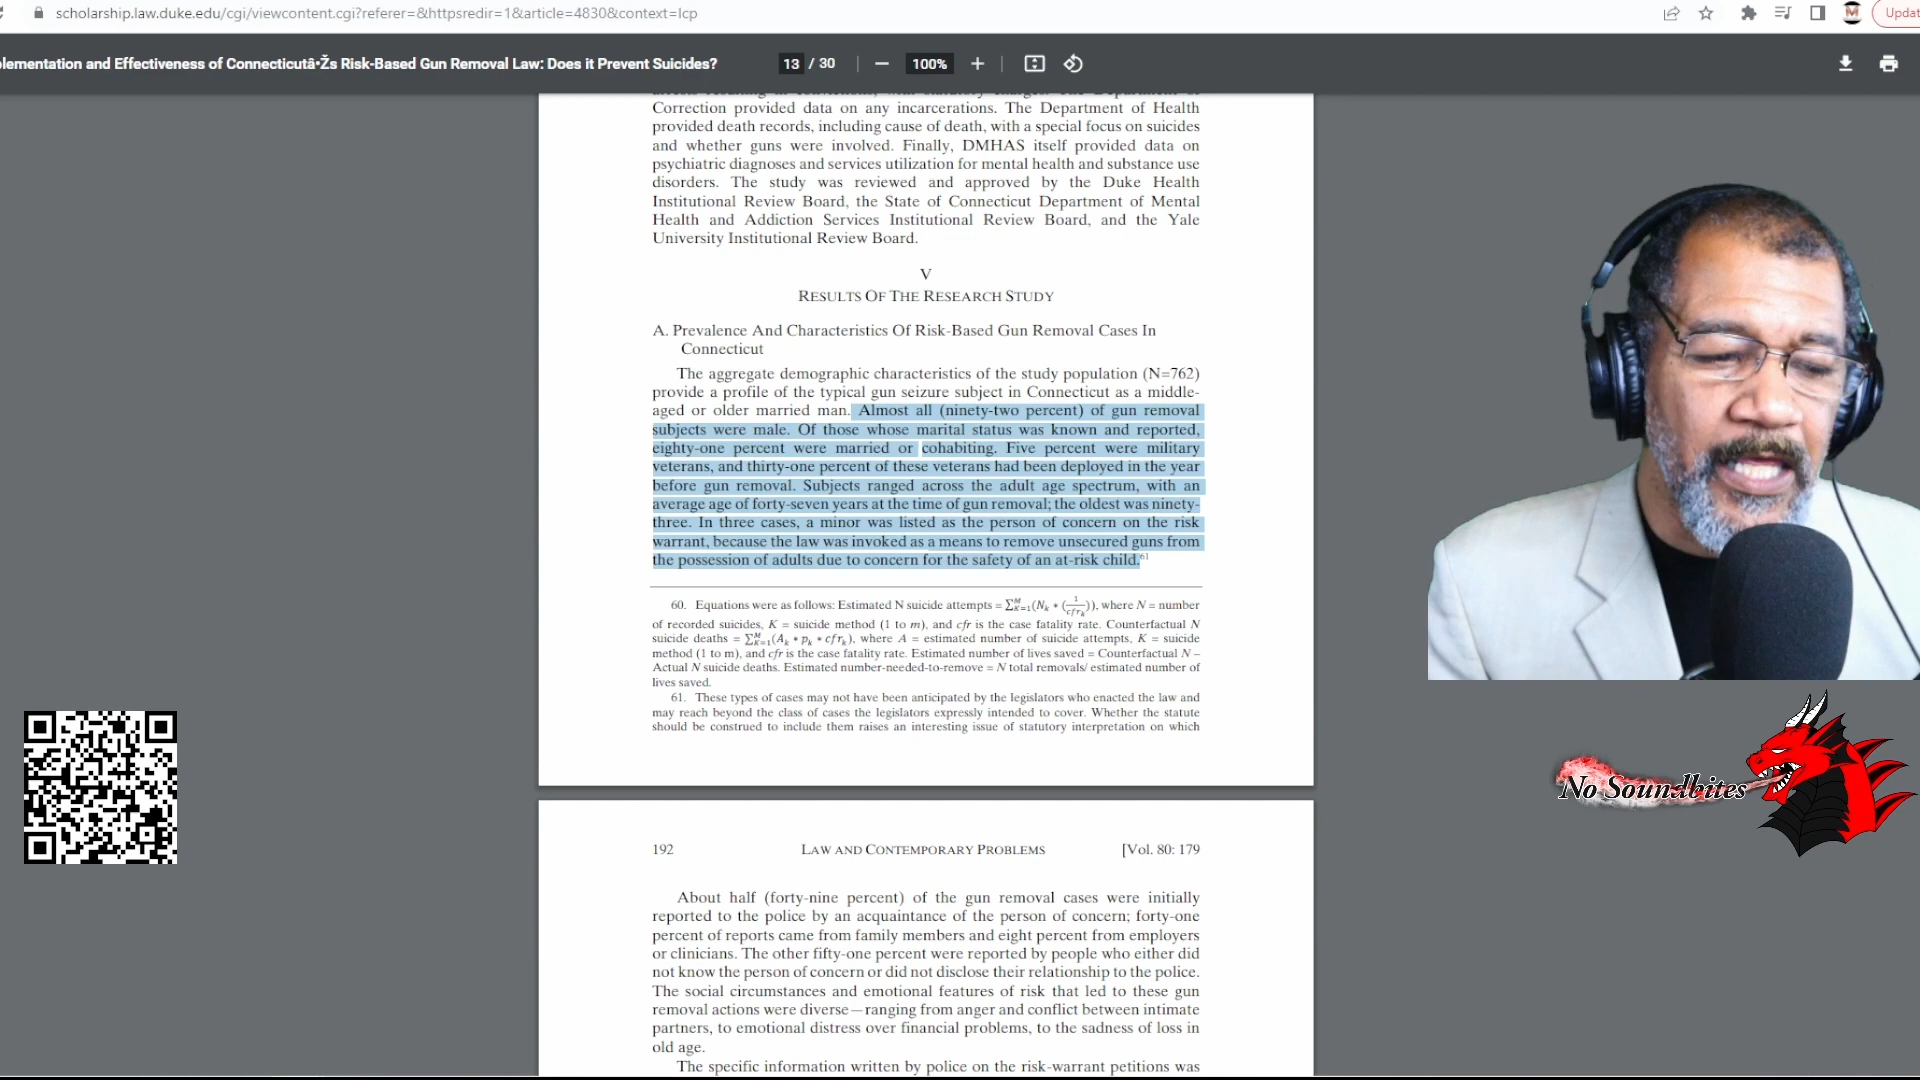 scholarship.law.duke.edu/cgi/viewcontent.cgi?referer=&httpsredir=1&article=4830&context=lcp
Updat
plementation and Effectiveness of Connecticutâ•Žs Risk-Based Gun Removal Law: Does it Prevent Suicides?
13 / 30
100%
Correction provided data on any incarcerations. The Department of Health
provided death records, including cause of death, with a special focus on suicides
and whether guns were involved. Finally, DMHAS itself provided data on
psychiatric diagnoses and services utilization for mental health and substance use
disorders. The study was reviewed and approved by the Duke Health
Institutional Review Board, the State of Connecticut Department of Mental
Health and Addiction Services Institutional Review Board, and the Yale
University Institutional Review Board.
V
RESULTS OF THE RESEARCH STUDY
A. Prevalence And Characteristics Of Risk-Based Gun Removal Cases In
Connecticut
The aggregate demographic characteristics of the study population (N=762)
provide a profile of the typical gun seizure subject in Connecticut as a middle-
aged or older married man. Almost all (ninety-two percent) of gun removal
subjects were male. Of those whose marital status was known and reported,
eighty-one percent were married or cohabiting. Five percent were military
veterans, and thirty-one percent of these veterans had been deployed in the year
before gun removal. Subjects ranged across the adult age spectrum, with an
average age of forty-seven years at the time of gun removal; the oldest was ninety-
three. In three cases, a minor was listed as the person of concern on the risk
warrant, because the law was invoked as a means to remove unsecured guns from
the possession of adults due to concern for the safety of an at-risk child.61
60. Equations were as follows: Estimated N suicide attempts = Σᴹₖ₌₁(Nₖ * (1/cfrₖ)), where N = number
of recorded suicides, K = suicide method (1 to m), and cfr is the case fatality rate. Counterfactual N
suicide deaths = Σᴹₖ₌₁(Aₖ * pₖ * cfrₖ), where A = estimated number of suicide attempts, K = suicide
method (1 to m), and cfr is the case fatality rate. Estimated number of lives saved = Counterfactual N –
Actual N suicide deaths. Estimated number-needed-to-remove = N total removals/ estimated number of
lives saved.
61. These types of cases may not have been anticipated by the legislators who enacted the law and
may reach beyond the class of cases the legislators expressly intended to cover. Whether the statute
should be construed to include them raises an interesting issue of statutory interpretation on which
No Soundbites
192 LAW AND CONTEMPORARY PROBLEMS [Vol. 80: 179
About half (forty-nine percent) of the gun removal cases were initially
reported to the police by an acquaintance of the person of concern; forty-one
percent of reports came from family members and eight percent from employers
or clinicians. The other fifty-one percent were reported by people who either did
not know the person of concern or did not disclose their relationship to the police.
The social circumstances and emotional features of risk that led to these gun
removal actions were diverse—ranging from anger and conflict between intimate
partners, to emotional distress over financial problems, to the sadness of loss in
old age.
The specific information written by police on the risk-warrant petitions was